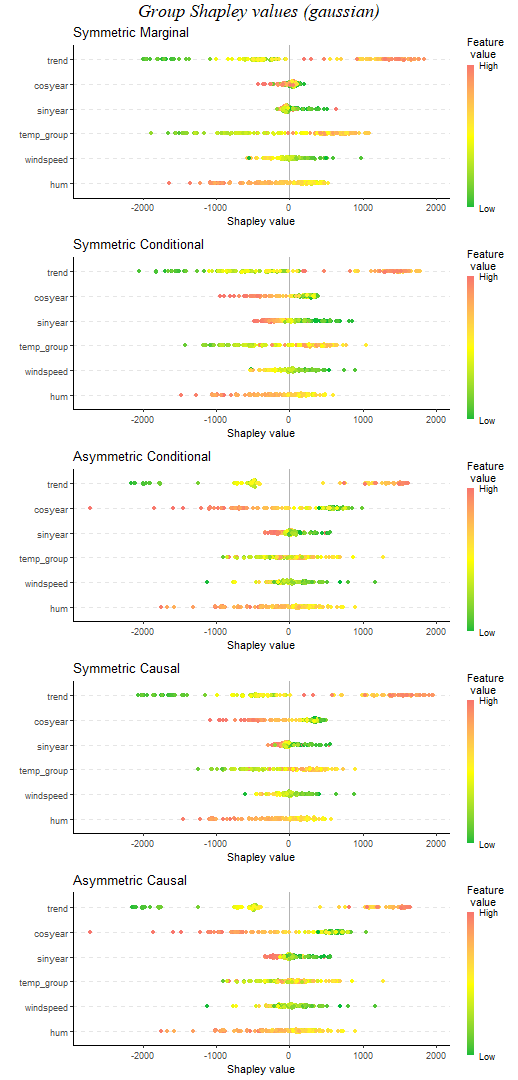 Group Shapley values (gaussian)
Symmetric Marginal
trend
cosyear
sinyear
temp_group
windspeed
hum
-2000 -1000 0 1000 2000
Shapley value
Feature
value
High
Low
Symmetric Conditional
trend
cosyear
sinyear
temp_group
windspeed
hum
-2000 -1000 0 1000 2000
Shapley value
Feature
value
High
Low
Asymmetric Conditional
trend
cosyear
sinyear
temp_group
windspeed
hum
-2000 -1000 0 1000 2000
Shapley value
Feature
value
High
Low
Symmetric Causal
trend
cosyear
sinyear
temp_group
windspeed
hum
-2000 -1000 0 1000 2000
Shapley value
Feature
value
High
Low
Asymmetric Causal
trend
cosyear
sinyear
temp_group
windspeed
hum
-2000 -1000 0 1000 2000
Shapley value
Feature
value
High
Low